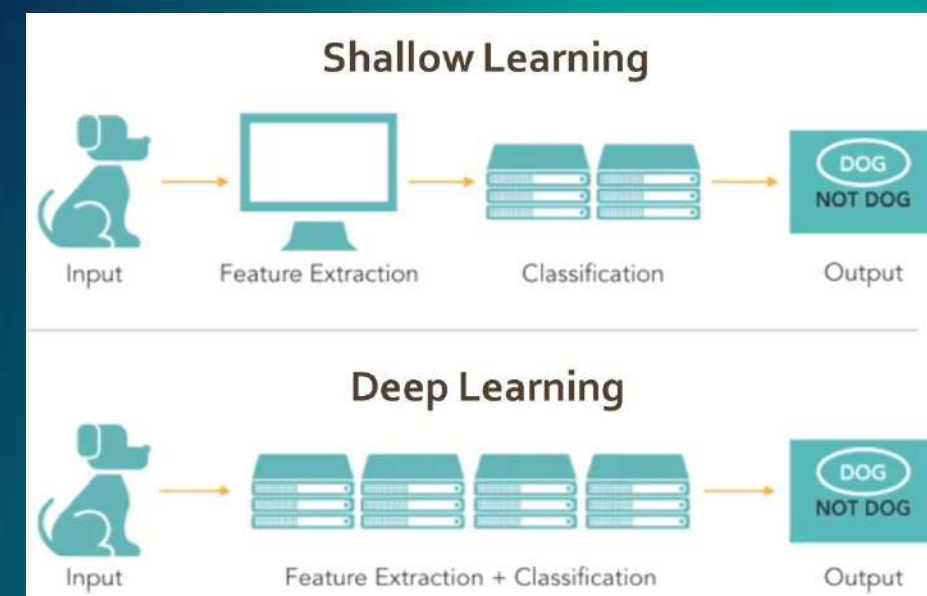 Shallow Learning
DOG
NOT DOG
Input
Feature Extraction
Classification
Output
Deep Learning
DOG
NOT DOG
Input
Feature Extraction + Classification
Output